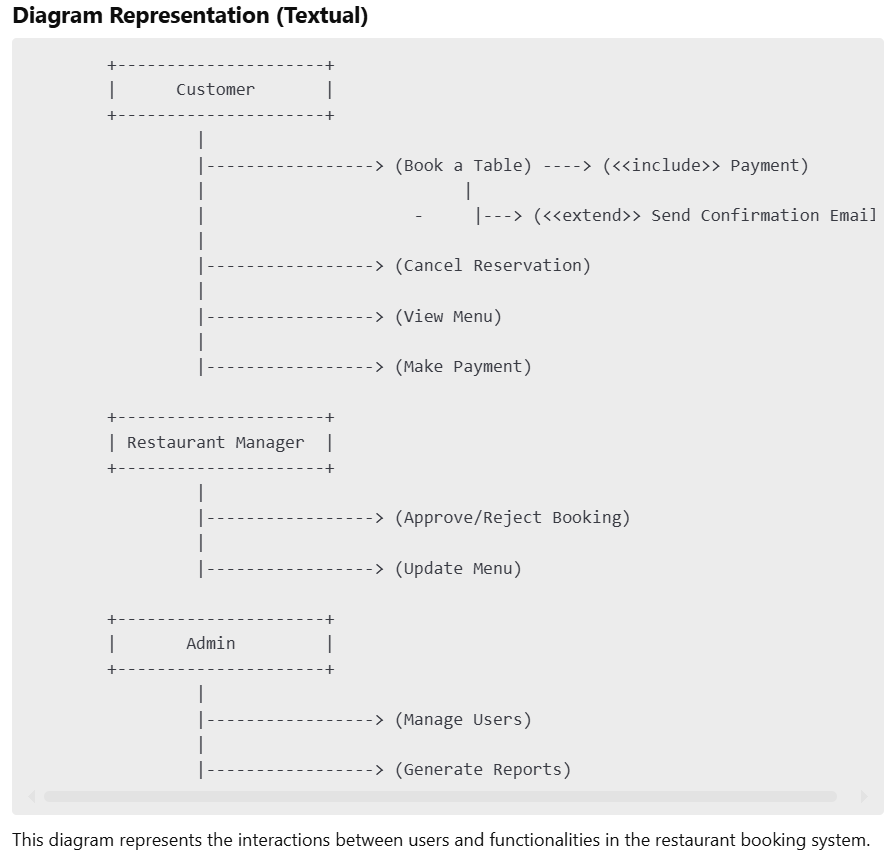 Diagram Representation (Textual)
+---------------------+
|      Customer       |
+---------------------+
         |
         |-----------------> (Book a Table) ----> (<<include>> Payment)
         |                          |
         |                     -     |---> (<<extend>> Send Confirmation Email
         |
         |-----------------> (Cancel Reservation)
         |
         |-----------------> (View Menu)
         |
         |-----------------> (Make Payment)
+---------------------+
| Restaurant Manager  |
+---------------------+
         |
         |-----------------> (Approve/Reject Booking)
         |
         |-----------------> (Update Menu)
+---------------------+
|       Admin         |
+---------------------+
         |
         |-----------------> (Manage Users)
         |
         |-----------------> (Generate Reports)
This diagram represents the interactions between users and functionalities in the restaurant booking system.